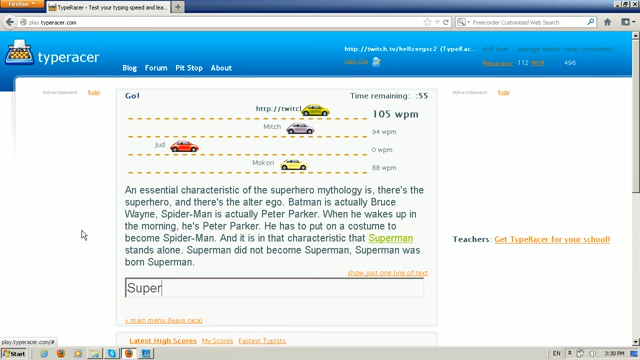 Firefox
TypeRacer - Test your typing speed and lea...
play.typeracer.com
Freecorder Customized Web Search
typeracer
http://twitch.tv/hellzergsc2 (TypeRac...
Sign Out
Blog Forum Pit Stop About
112 WPM
496
Advertisement: (hide)
Go!
Time remaining: :55
Advertisement: (hide)
http://twitcl
105 wpm
Mitch
94 wpm
Jud
0 wpm
Mokori
88 wpm
An essential characteristic of the superhero mythology is, there's the
superhero, and there's the alter ego. Batman is actually Bruce
Wayne, Spider-Man is actually Peter Parker. When he wakes up in
the morning, he's Peter Parker. He has to put on a costume to
become Spider-Man. And it is in that characteristic that Superman
stands alone. Superman did not become Superman, Superman was
born Superman.
show just one line of text
Super
Teachers: Get TypeRacer for your school!
« main menu (leave race)
Latest High Scores My Scores Fastest Typists
play.typeracer.com/#
Start
EN
3:30 PM